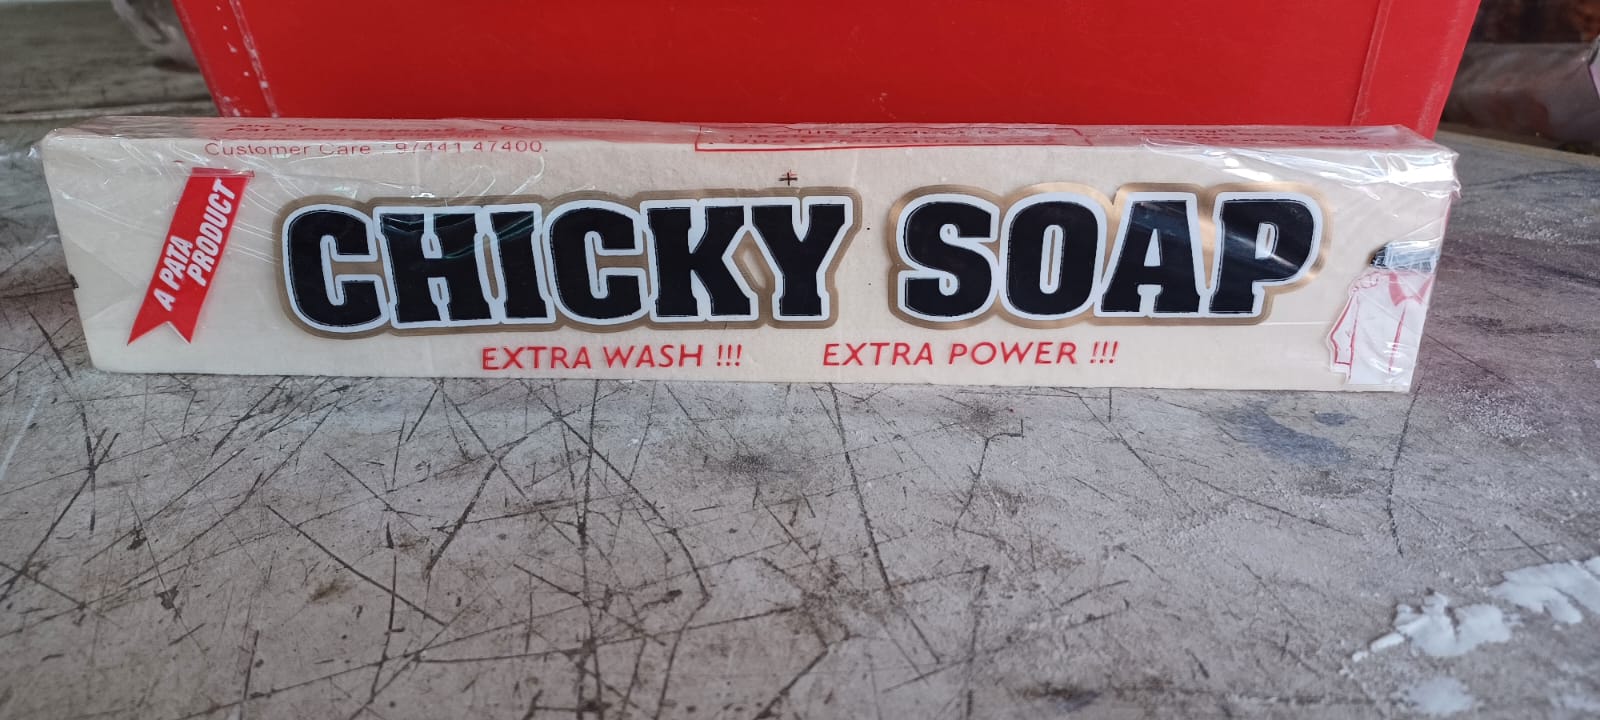 Customer Care : 97441 47400.
A PATA
PRODUCT
CHICKY SOAP
EXTRA WASH !!! EXTRA POWER !!!